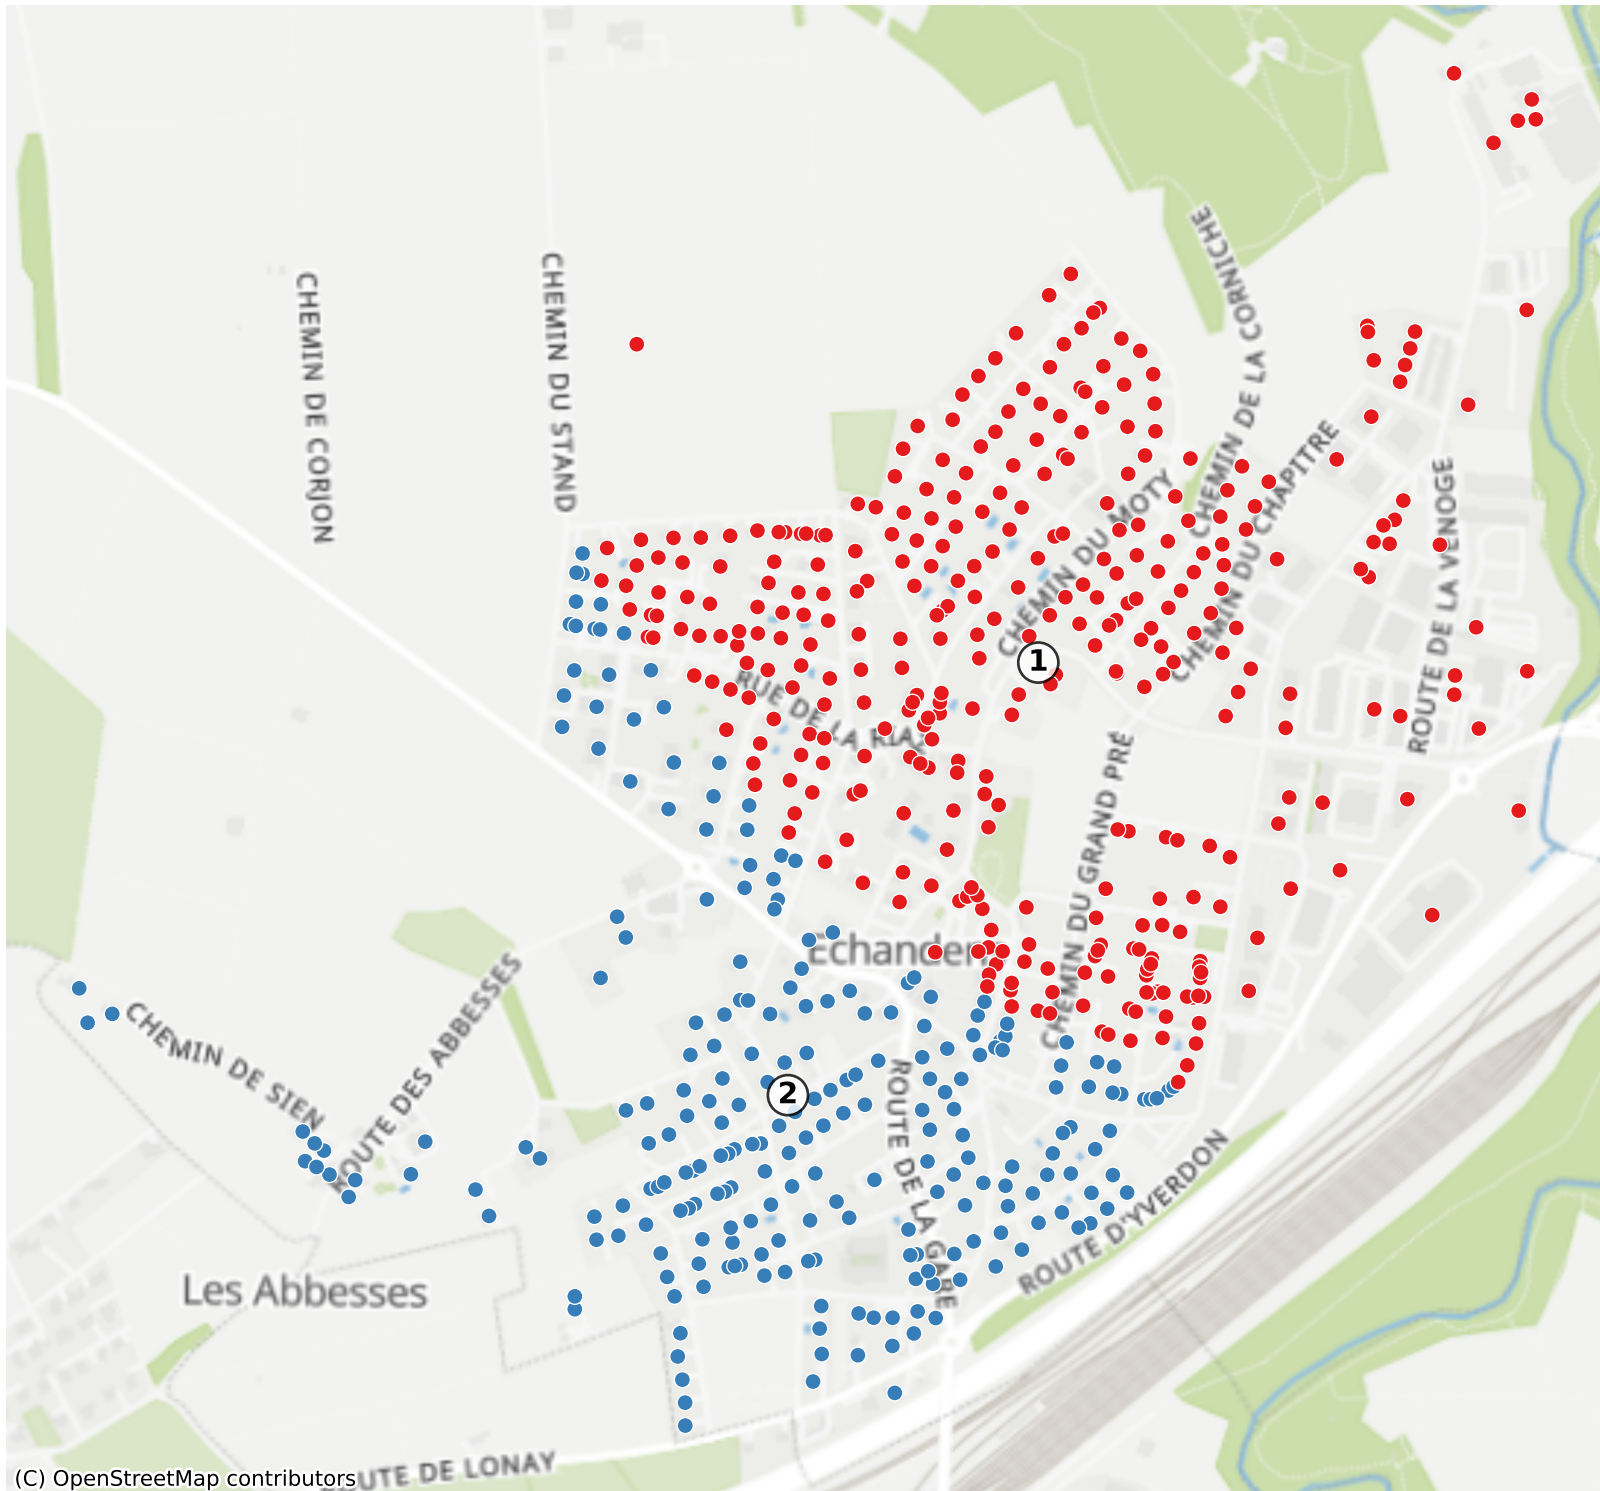 CHEMIN DE LA CORNICHE
CHEMIN DU STAND
CHEMIN DE CORJON
CHEMIN DU CHAPITRE
CHEMIN DU MOTY
ROUTE DE LA VENOGE
1
RUE DE LA RIAZ
CHEMIN DU GRAND PRÉ
Echandens
CHEMIN DE SIEN
ROUTE DES ABBESSES
2
ROUTE DE LA GARE
ROUTE D'YVERDON
Les Abbesses
ROUTE DE LONAY
(C) OpenStreetMap contributors